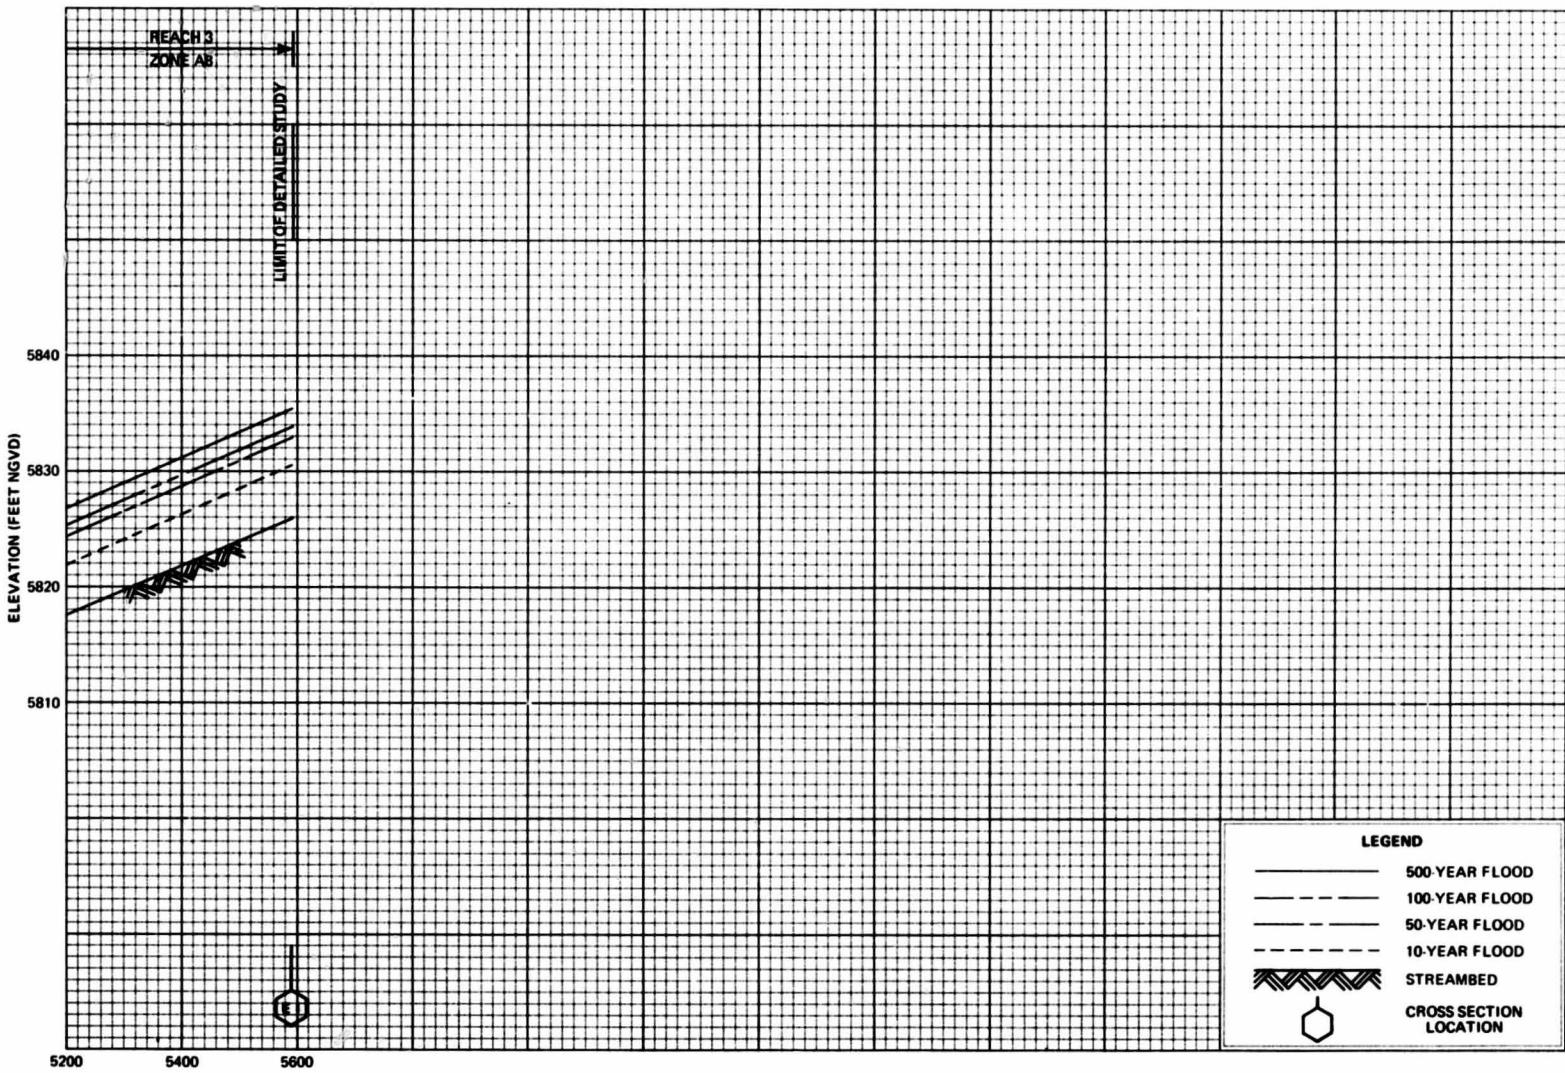 REACH 3
ZONE A8
LIMIT OF DETAILED STUDY
ELEVATION (FEET NGVD)
5840
5830
5820
5810
5200
5400
5600
LEGEND
500-YEAR FLOOD
100-YEAR FLOOD
50-YEAR FLOOD
10-YEAR FLOOD
STREAMBED
CROSS SECTION
LOCATION